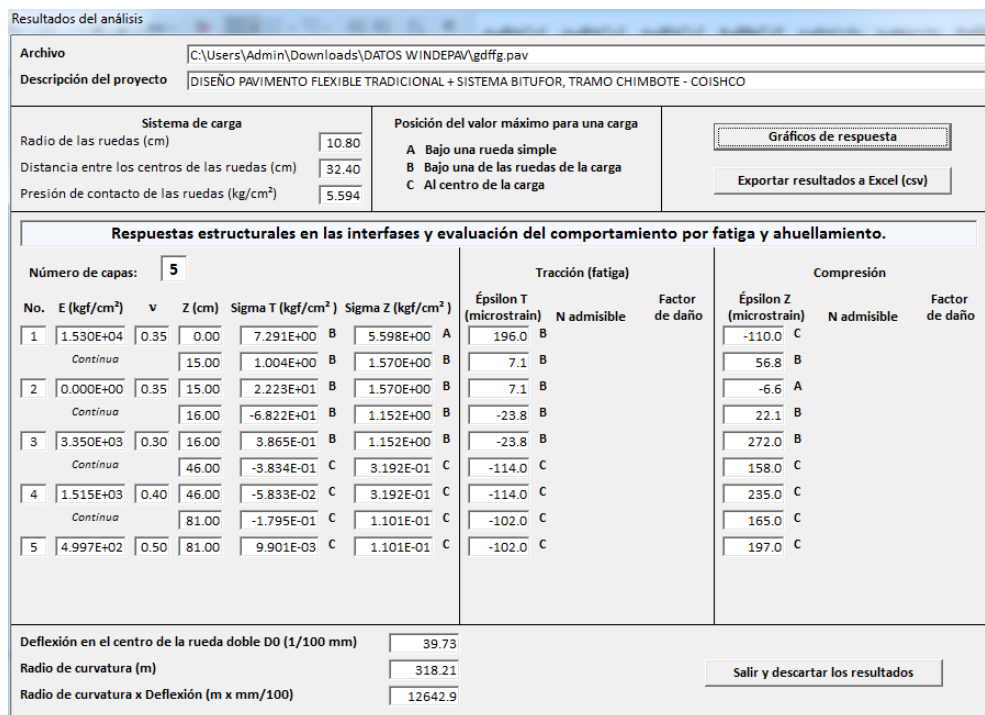 Resultados del análisis
Archivo C:\Users\Admin\Downloads\DATOS WINDEPAV\gdffg.pav
Descripción del proyecto DISEÑO PAVIMENTO FLEXIBLE TRADICIONAL + SISTEMA BITUFOR, TRAMO CHIMBOTE - COISHCO
Sistema de carga
Radio de las ruedas (cm) 10.80
Distancia entre los centros de las ruedas (cm) 32.40
Presión de contacto de las ruedas (kg/cm²) 5.594
Posición del valor máximo para una carga
A Bajo una rueda simple
B Bajo una de las ruedas de la carga
C Al centro de la carga
Gráficos de respuesta
Exportar resultados a Excel (csv)
Respuestas estructurales en las interfases y evaluación del comportamiento por fatiga y ahuellamiento.
Número de capas: 5
Tracción (fatiga) Compresión
No. E (kgf/cm²) ν Z (cm) Sigma T (kgf/cm² ) Sigma Z (kgf/cm² ) Épsilon T (microstrain) N admisible Factor de daño Épsilon Z (microstrain) N admisible Factor de daño
1 1.530E+04 0.35 0.00 7.291E+00 B 5.598E+00 A 196.0 B -110.0 C
Continua 15.00 1.004E+00 B 1.570E+00 B 7.1 B 56.8 B
2 0.000E+00 0.35 15.00 2.223E+01 B 1.570E+00 B 7.1 B -6.6 A
Continua 16.00 -6.822E+01 B 1.152E+00 B -23.8 B 22.1 B
3 3.350E+03 0.30 16.00 3.865E-01 B 1.152E+00 B -23.8 B 272.0 B
Continua 46.00 -3.834E-01 C 3.192E-01 C -114.0 C 158.0 C
4 1.515E+03 0.40 46.00 -5.833E-02 C 3.192E-01 C -114.0 C 235.0 C
Continua 81.00 -1.795E-01 C 1.101E-01 C -102.0 C 165.0 C
5 4.997E+02 0.50 81.00 9.901E-03 C 1.101E-01 C -102.0 C 197.0 C
Deflexión en el centro de la rueda doble D0 (1/100 mm) 39.73
Radio de curvatura (m) 318.21
Radio de curvatura x Deflexión (m x mm/100) 12642.9
Salir y descartar los resultados